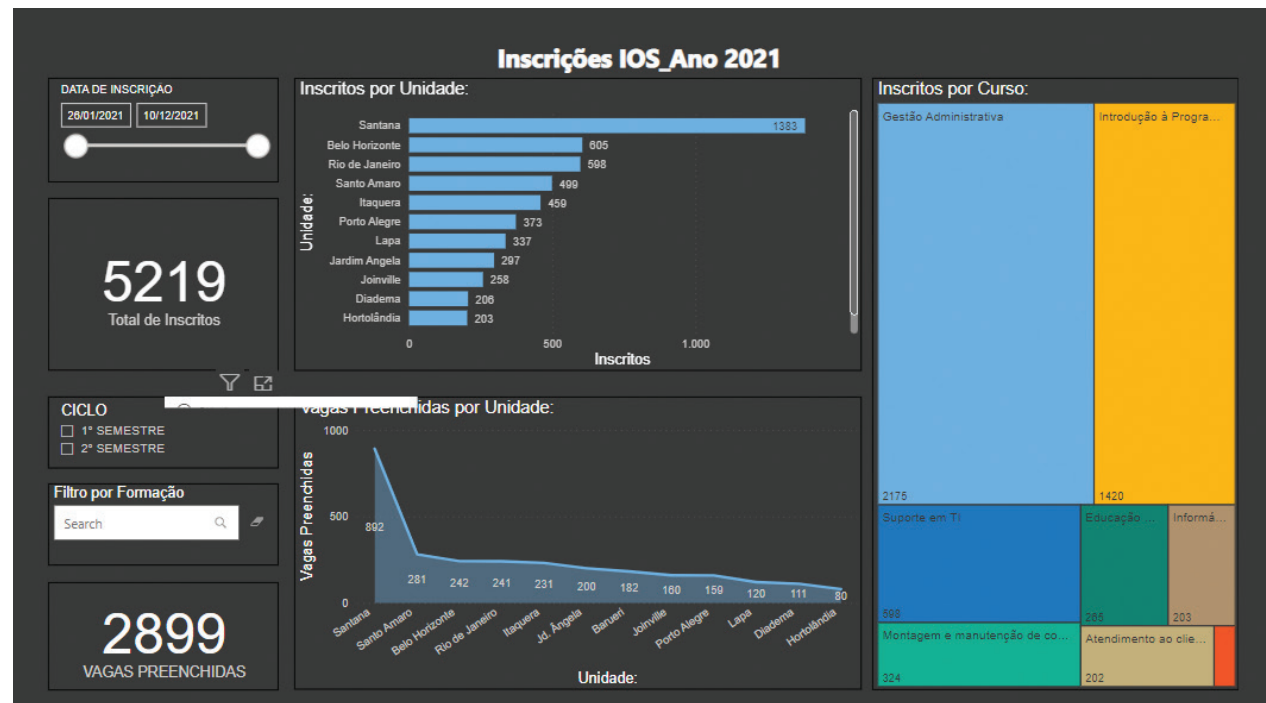 Inscrições IOS_Ano 2021
DATA DE INSCRIÇÃO
26/01/2021 10/12/2021
5219
Total de Inscritos
CICLO
1º SEMESTRE
2º SEMESTRE
Filtro por Formação
Search
2899
VAGAS PREENCHIDAS
Inscritos por Unidade:
Unidade:
Santana 1383
Belo Horizonte 605
Rio de Janeiro 598
Santo Amaro 499
Itaquera 459
Porto Alegre 373
Lapa 337
Jardim Angela 297
Joinville 258
Diadema 206
Hortolândia 203
0 500 1.000
Inscritos
Vagas Preenchidas por Unidade:
Vagas Preenchidas
1000
500
0
892 281 242 241 231 200 182 160 159 120 111 80
Santana Santo Amaro Belo Horizonte Rio de Janeiro Itaquera Jd. Ângela Barueri Joinville Porto Alegre Lapa Diadema Hortolândia
Unidade:
Inscritos por Curso:
Gestão Administrativa
2175
Introdução à Progra...
1420
Suporte em TI
Educação ...
265
Informá...
203
Montagem e manutenção de co...
324
Atendimento ao clie...
202